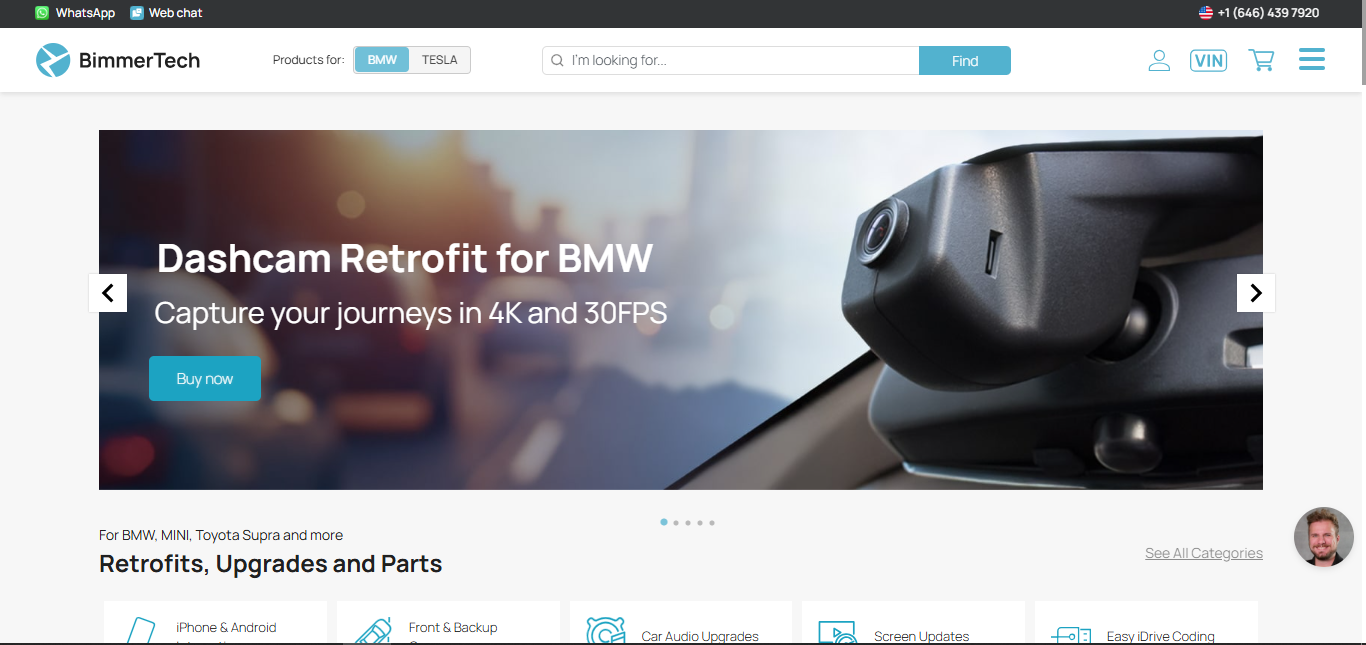 WhatsApp Web chat +1 (646) 439 7920
BimmerTech Products for: BMW TESLA I'm looking for... Find VIN
Dashcam Retrofit for BMW
Capture your journeys in 4K and 30FPS
Buy now
For BMW, MINI, Toyota Supra and more
Retrofits, Upgrades and Parts
See All Categories
iPhone & Android
Front & Backup
Car Audio Upgrades
Screen Updates
Easy iDrive Coding